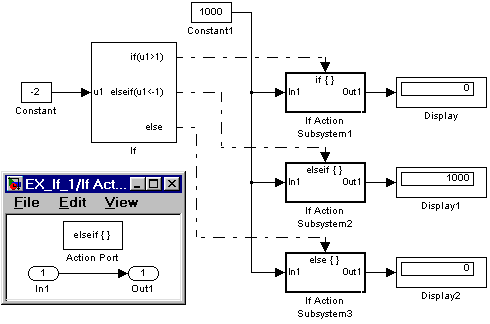 1000
Constant1
if(u1>1)
-2
Constant
u1
elseif(u1<-1)
else
If
if { }
In1
Out1
If Action
Subsystem1
0
Display
elseif { }
In1
Out1
If Action
Subsystem2
1000
Display1
else { }
In1
Out1
If Action
Subsystem3
0
Display2
EX_If_1/If Act...
File Edit View
elseif { }
Action Port
1
In1
1
Out1